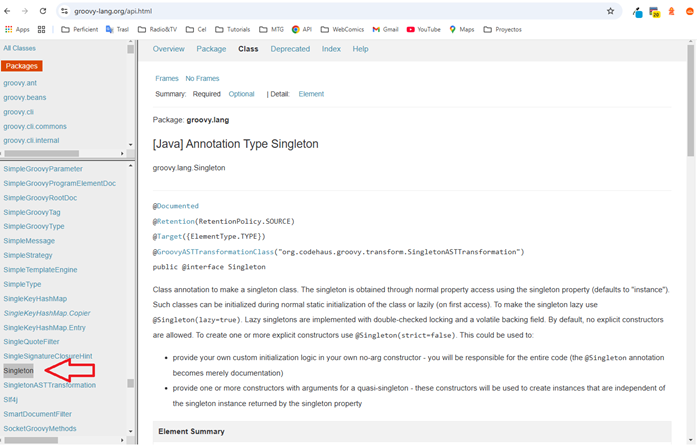 groovy-lang.org/api.html
28
Apps
Perficient
Trasl
Radio&TV
Cel
Tutorials
MTG
API
WebComics
Gmail
YouTube
Maps
Proyectos
All Classes
Packages
groovy.ant
groovy.beans
groovy.cli
groovy.cli.commons
groovy.cli.internal
SimpleGroovyParameter
SimpleGroovyProgramElementDoc
SimpleGroovyRootDoc
SimpleGroovyTag
SimpleGroovyType
SimpleMessage
SimpleStrategy
SimpleTemplateEngine
SimpleType
SingleKeyHashMap
SingleKeyHashMap.Copier
SingleKeyHashMap.Entry
SingleQuoteFilter
SingleSignatureClosureHint
Singleton
SingletonASTTransformation
Slf4j
SmartDocumentFilter
SocketGroovyMethods
Overview Package Class Deprecated Index Help
Frames No Frames
Summary: Required Optional | Detail: Element
Package: groovy.lang
[Java] Annotation Type Singleton
groovy.lang.Singleton
@Documented
@Retention(RetentionPolicy.SOURCE)
@Target({ElementType.TYPE})
@GroovyASTTransformationClass("org.codehaus.groovy.transform.SingletonASTTransformation")
public @interface Singleton
Class annotation to make a singleton class. The singleton is obtained through normal property access using the singleton property (defaults to "instance").
Such classes can be initialized during normal static initialization of the class or lazily (on first access). To make the singleton lazy use
@Singleton(lazy=true). Lazy singletons are implemented with double-checked locking and a volatile backing field. By default, no explicit constructors
are allowed. To create one or more explicit constructors use @Singleton(strict=false). This could be used to:
• provide your own custom initialization logic in your own no-arg constructor - you will be responsible for the entire code (the @Singleton annotation
becomes merely documentation)
• provide one or more constructors with arguments for a quasi-singleton - these constructors will be used to create instances that are independent of
the singleton instance returned by the singleton property
Element Summary